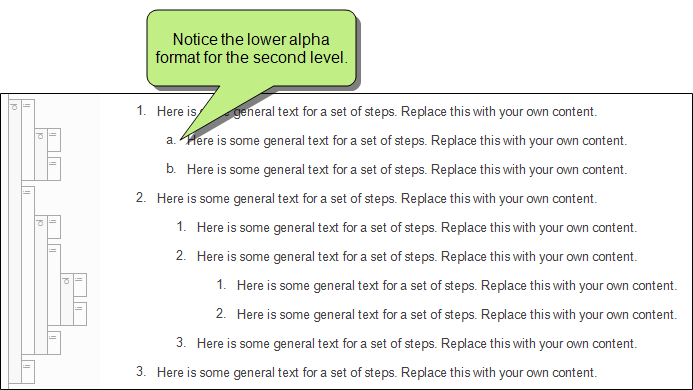 Notice the lower alpha
format for the second level.
1. Here is some general text for a set of steps. Replace this with your own content.
a. Here is some general text for a set of steps. Replace this with your own content.
b. Here is some general text for a set of steps. Replace this with your own content.
2. Here is some general text for a set of steps. Replace this with your own content.
1. Here is some general text for a set of steps. Replace this with your own content.
2. Here is some general text for a set of steps. Replace this with your own content.
1. Here is some general text for a set of steps. Replace this with your own content.
2. Here is some general text for a set of steps. Replace this with your own content.
3. Here is some general text for a set of steps. Replace this with your own content.
3. Here is some general text for a set of steps. Replace this with your own content.